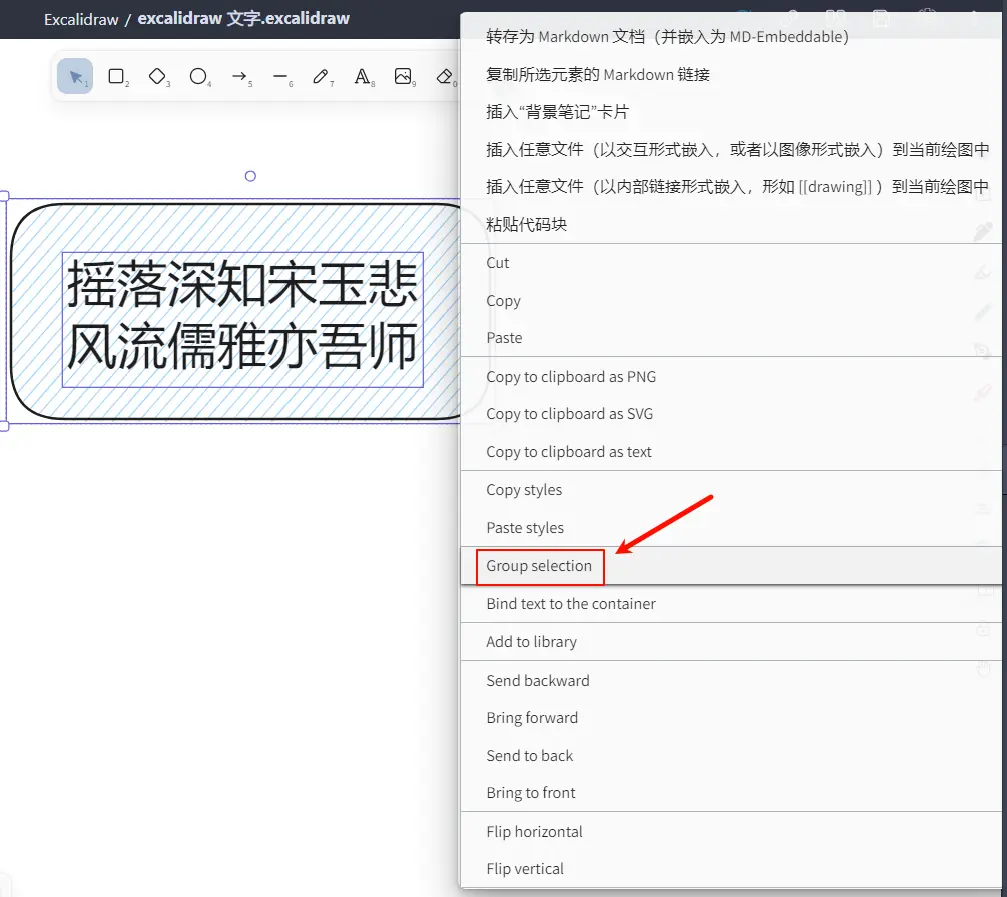 Excalidraw / excalidraw 文字.excalidraw
1 2 3 4 5 6 7 8 9 0
摇落深知宋玉悲
风流儒雅亦吾师
转存为 Markdown 文档（并嵌入为 MD-Embeddable）
复制所选元素的 Markdown 链接
插入“背景笔记”卡片
插入任意文件（以交互形式嵌入，或者以图像形式嵌入）到当前绘图中
插入任意文件（以内部链接形式嵌入，形如 [[drawing]] ）到当前绘图中
粘贴代码块
Cut
Copy
Paste
Copy to clipboard as PNG
Copy to clipboard as SVG
Copy to clipboard as text
Copy styles
Paste styles
Group selection
Bind text to the container
Add to library
Send backward
Bring forward
Send to back
Bring to front
Flip horizontal
Flip vertical